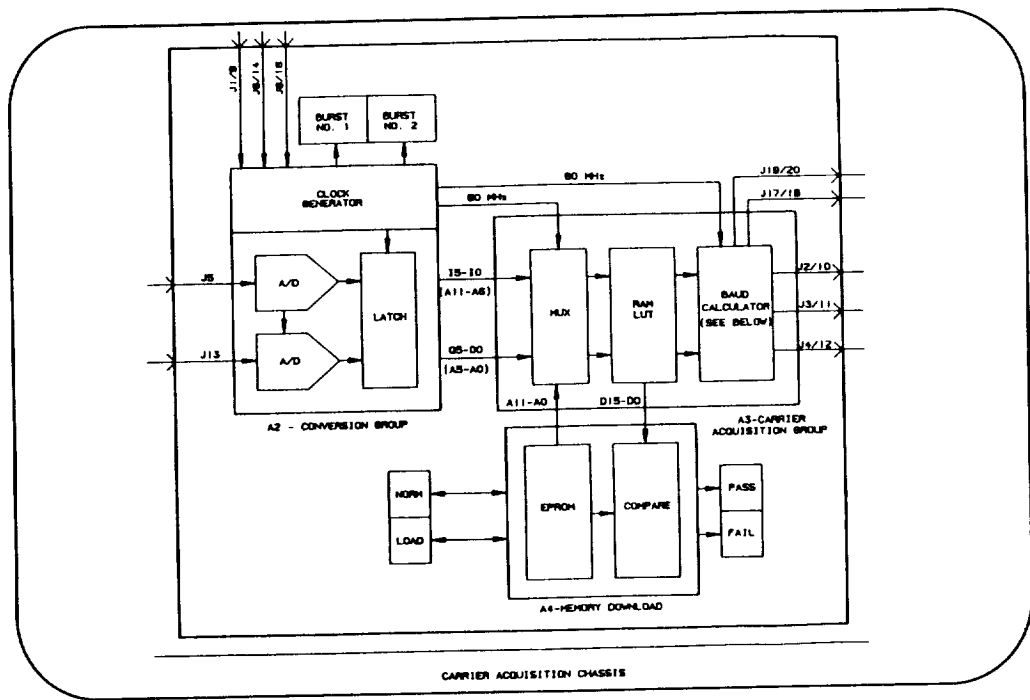 J1/9
J6/14
J8/16
BURST
NO. 1
BURST
NO. 2
CLOCK
GENERATOR
80 MHz
80 MHz
J19/20
J17/18
J5
A/D
J13
A/D
LATCH
I5-I0
(A11-A6)
Q5-D0
(A5-A0)
MUX
RAM
LUT
BAUD
CALCULATOR
(SEE BELOW)
J2/10
J3/11
J4/12
A2 - CONVERSION GROUP
A11-A0
D15-D0
A3-CARRIER
ACQUISITION GROUP
NORM
LOAD
EPROM
COMPARE
PASS
FAIL
A4-MEMORY DOWNLOAD
CARRIER ACQUISITION CHASSIS